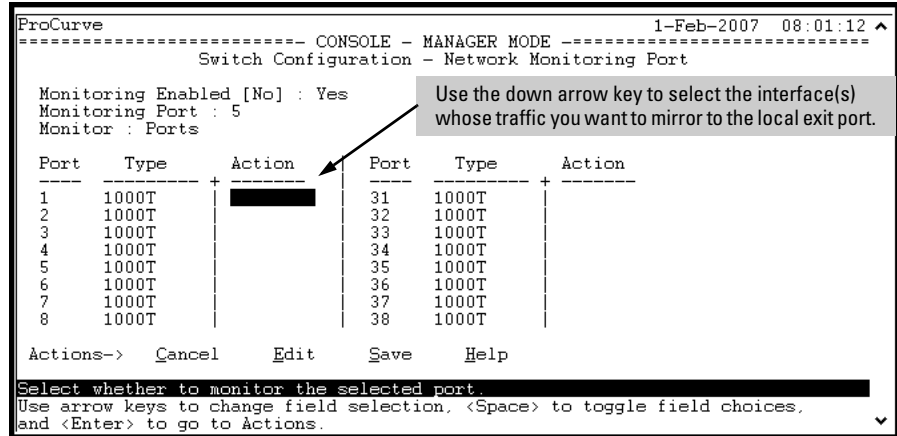 ProCurve 1-Feb-2007 08:01:12
===========================- CONSOLE - MANAGER MODE -=============================
Switch Configuration - Network Monitoring Port
Monitoring Enabled [No] : Yes
Monitoring Port : 5
Monitor : Ports
Use the down arrow key to select the interface(s)
whose traffic you want to mirror to the local exit port.
Port Type Action | Port Type Action
---- --------- + ------- | ---- --------- + -------
1 1000T | | 31 1000T |
2 1000T | | 32 1000T |
3 1000T | | 33 1000T |
4 1000T | | 34 1000T |
5 1000T | | 35 1000T |
6 1000T | | 36 1000T |
7 1000T | | 37 1000T |
8 1000T | | 38 1000T |
Actions-> Cancel Edit Save Help
Select whether to monitor the selected port.
Use arrow keys to change field selection, <Space> to toggle field choices,
and <Enter> to go to Actions.